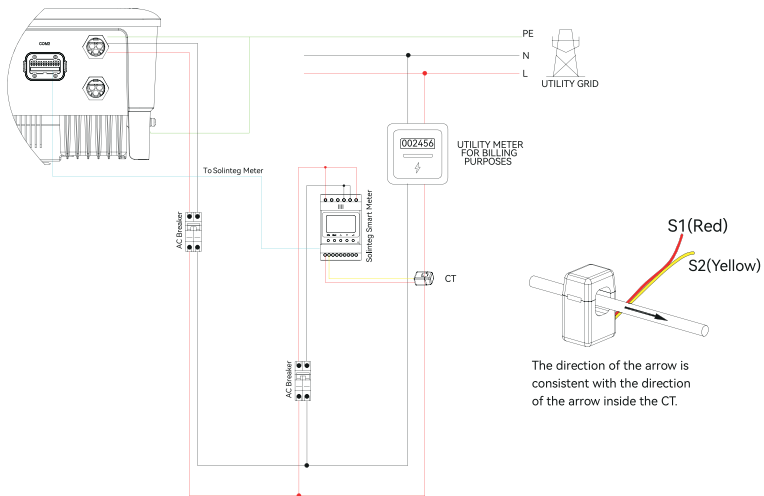 COM2
PE
N
L
UTILITY GRID
002456
UTILITY METER
FOR BILLING
PURPOSES
To Solinteg Meter
AC Breaker
Solinteg Smart Meter
CT
AC Breaker
S1(Red)
S2(Yellow)
The direction of the arrow is
consistent with the direction
of the arrow inside the CT.